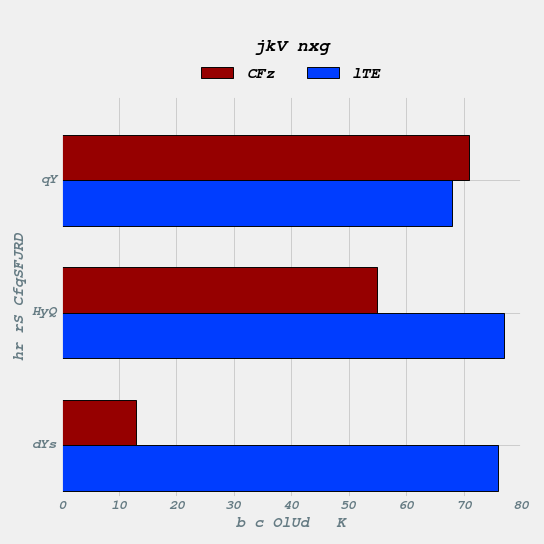 jkV nxg
CFz lTE
hr rS CfqSFJRD
qY
HyQ
dYs
0 10 20 30 40 50 60 70 80
b c OlUd K